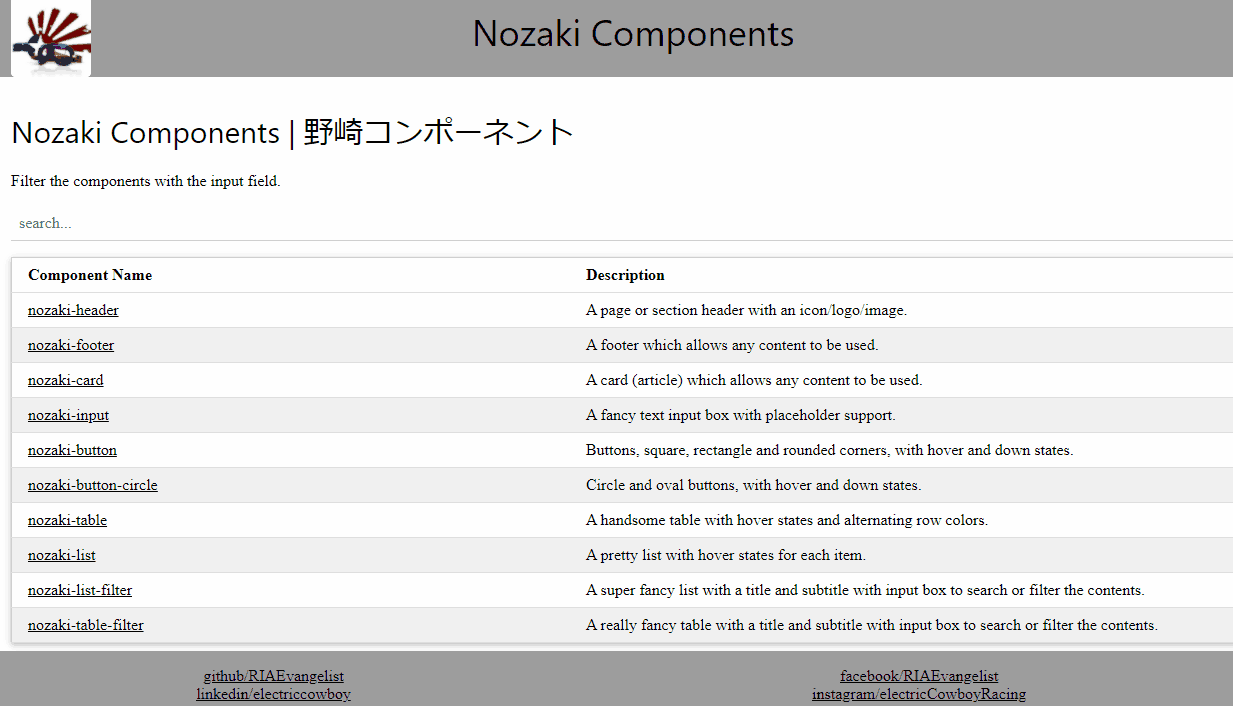 Nozaki Components
Nozaki Components | 野崎コンポーネント
Filter the components with the input field.
search...
Component Name Description
nozaki-header A page or section header with an icon/logo/image.
nozaki-footer A footer which allows any content to be used.
nozaki-card A card (article) which allows any content to be used.
nozaki-input A fancy text input box with placeholder support.
nozaki-button Buttons, square, rectangle and rounded corners, with hover and down states.
nozaki-button-circle Circle and oval buttons, with hover and down states.
nozaki-table A handsome table with hover states and alternating row colors.
nozaki-list A pretty list with hover states for each item.
nozaki-list-filter A super fancy list with a title and subtitle with input box to search or filter the contents.
nozaki-table-filter A really fancy table with a title and subtitle with input box to search or filter the contents.
github/RIAEvangelist facebook/RIAEvangelist
linkedin/electriccowboy instagram/electricCowboyRacing